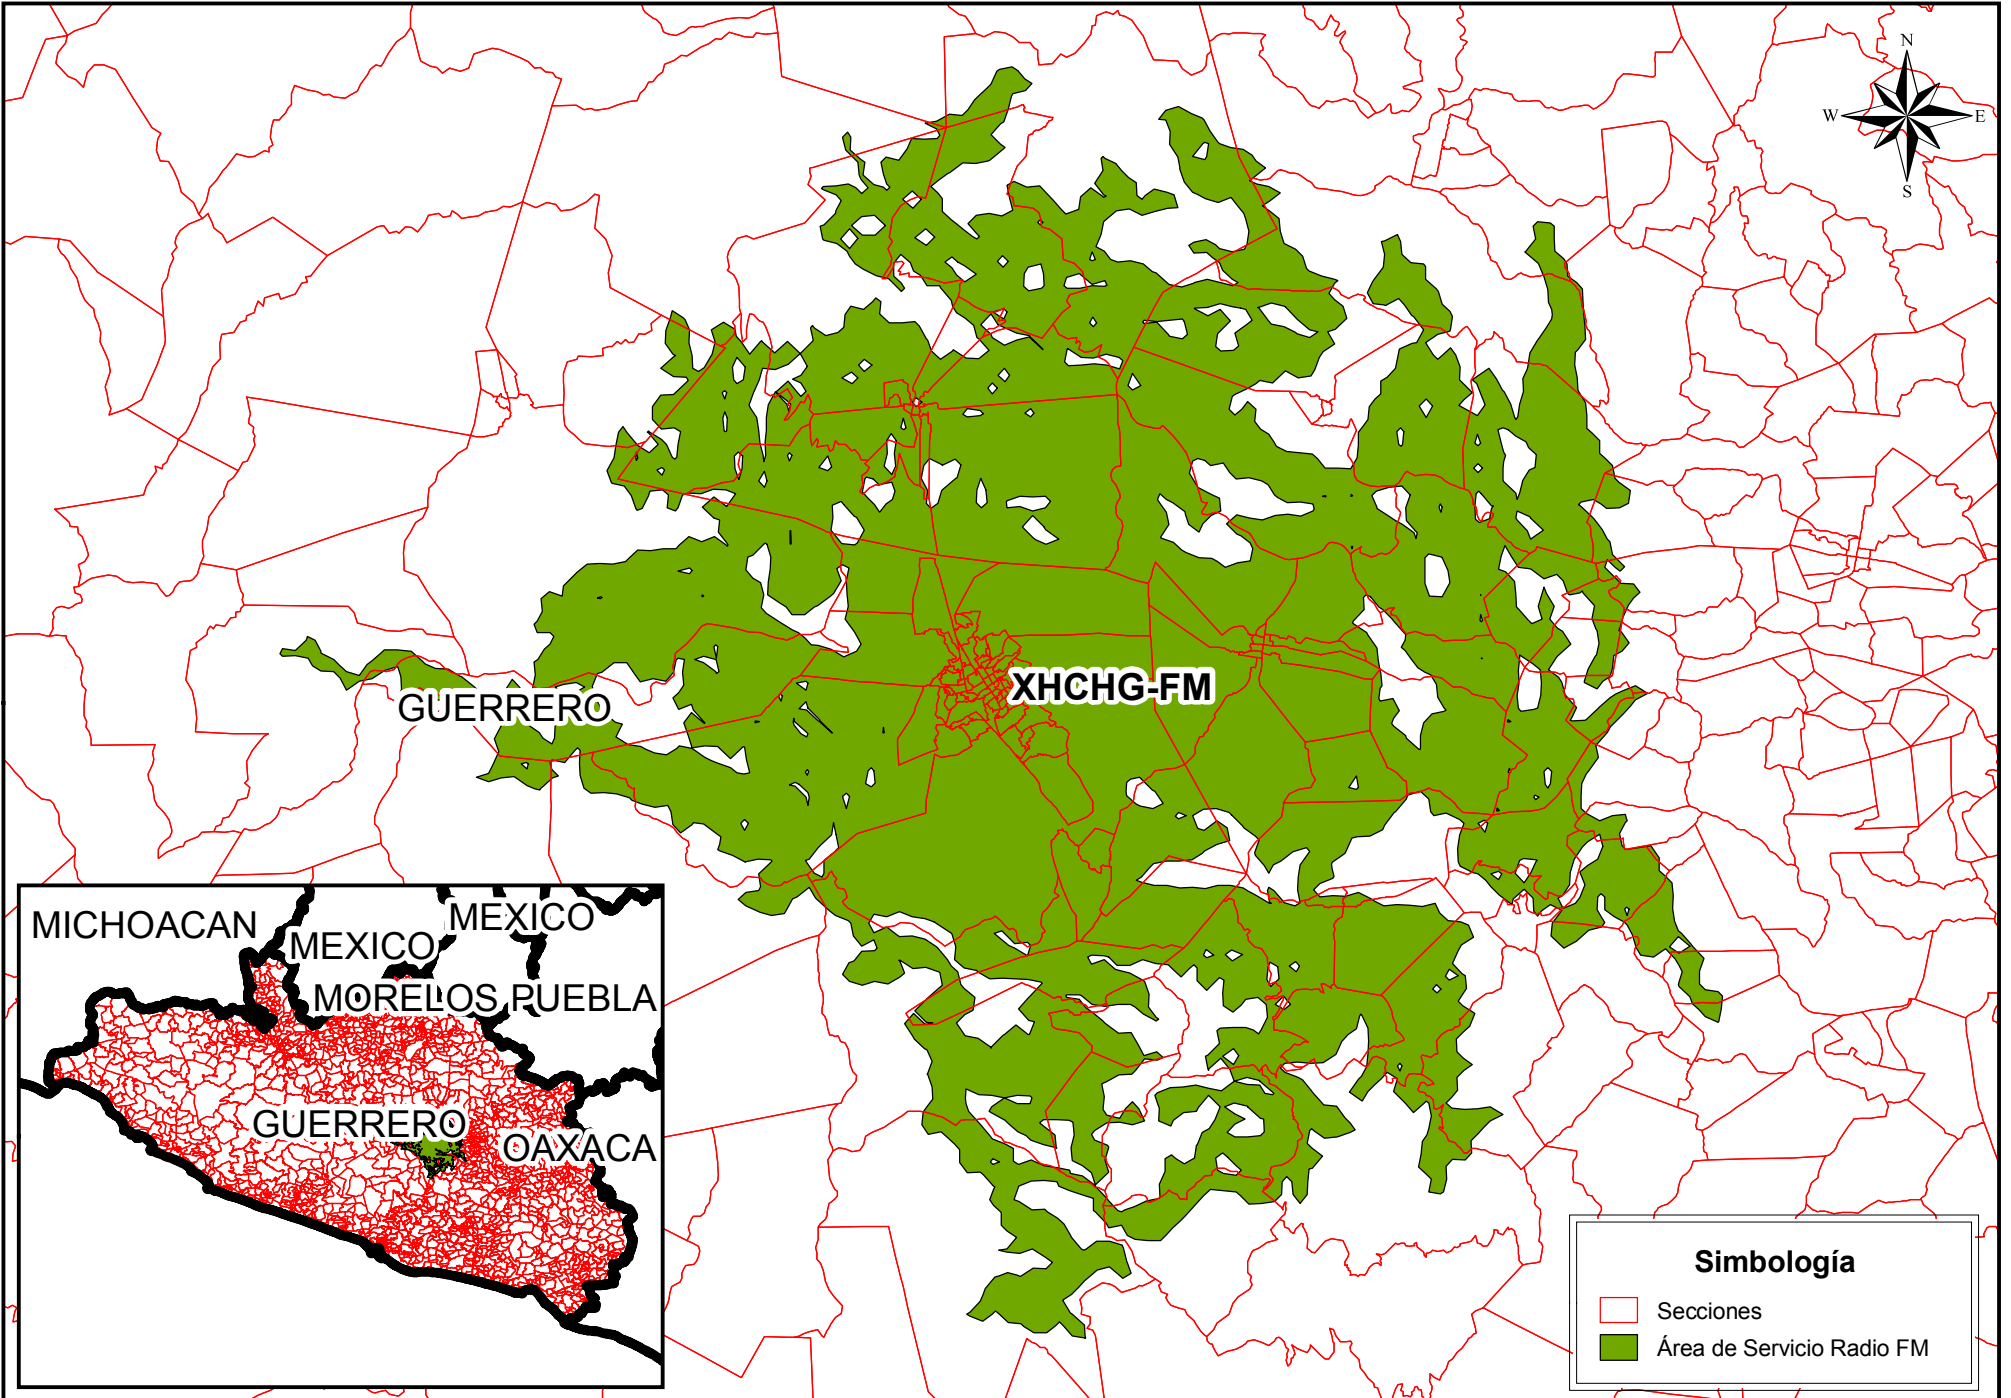 N
W E
S
XHCHG-FM
GUERRERO
MICHOACAN
MEXICO
MEXICO
MORELOS
PUEBLA
GUERRERO
OAXACA
Simbología
Secciones
Área de Servicio Radio FM